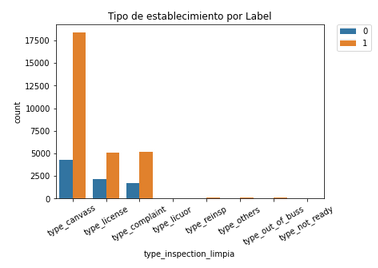 Tipo de establecimiento por Label
0
1
17500
15000
12500
10000
7500
5000
2500
0
count
type_canvass
type_license
type_complaint
type_licuor
type_reinsp
type_others
type_out_of_buss
type_not_ready
type_inspection_limpia